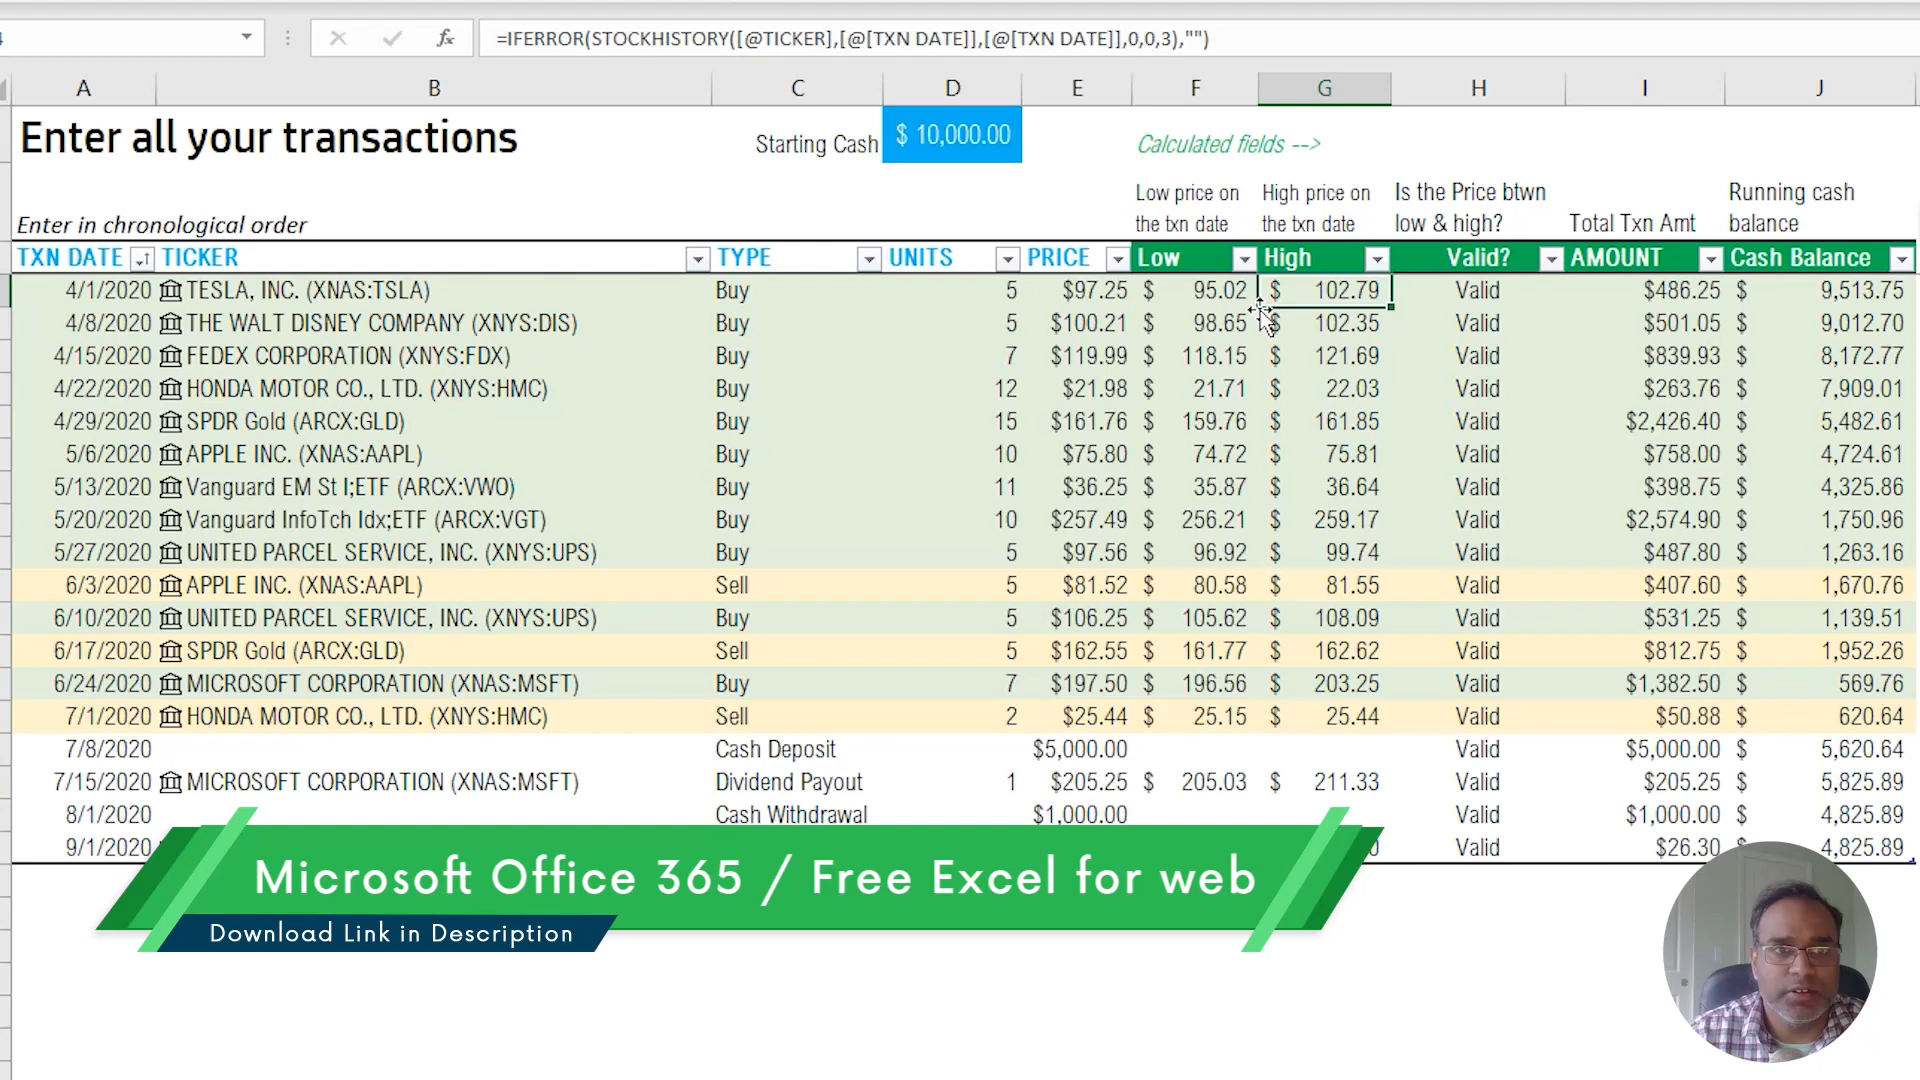 =IFERROR(STOCKHISTORY([@TICKER],[@[TXN DATE]],[@[TXN DATE]],0,0,3),"")
A B C D E F G H I J
Enter all your transactions Starting Cash $ 10,000.00 Calculated fields -->
Low price on the txn date High price on the txn date Is the Price btwn low & high? Total Txn Amt Running cash balance
Enter in chronological order
TXN DATE TICKER TYPE UNITS PRICE Low High Valid? AMOUNT Cash Balance
4/1/2020 TESLA, INC. (XNAS:TSLA) Buy 5 $97.25 $ 95.02 $ 102.79 Valid $486.25 $ 9,513.75
4/8/2020 THE WALT DISNEY COMPANY (XNYS:DIS) Buy 5 $100.21 $ 98.65 $ 102.35 Valid $501.05 $ 9,012.70
4/15/2020 FEDEX CORPORATION (XNYS:FDX) Buy 7 $119.99 $ 118.15 $ 121.69 Valid $839.93 $ 8,172.77
4/22/2020 HONDA MOTOR CO., LTD. (XNYS:HMC) Buy 12 $21.98 $ 21.71 $ 22.03 Valid $263.76 $ 7,909.01
4/29/2020 SPDR Gold (ARCX:GLD) Buy 15 $161.76 $ 159.76 $ 161.85 Valid $2,426.40 $ 5,482.61
5/6/2020 APPLE INC. (XNAS:AAPL) Buy 10 $75.80 $ 74.72 $ 75.81 Valid $758.00 $ 4,724.61
5/13/2020 Vanguard EM St I;ETF (ARCX:VWO) Buy 11 $36.25 $ 35.87 $ 36.64 Valid $398.75 $ 4,325.86
5/20/2020 Vanguard InfoTch Idx;ETF (ARCX:VGT) Buy 10 $257.49 $ 256.21 $ 259.17 Valid $2,574.90 $ 1,750.96
5/27/2020 UNITED PARCEL SERVICE, INC. (XNYS:UPS) Buy 5 $97.56 $ 96.92 $ 99.74 Valid $487.80 $ 1,263.16
6/3/2020 APPLE INC. (XNAS:AAPL) Sell 5 $81.52 $ 80.58 $ 81.55 Valid $407.60 $ 1,670.76
6/10/2020 UNITED PARCEL SERVICE, INC. (XNYS:UPS) Buy 5 $106.25 $ 105.62 $ 108.09 Valid $531.25 $ 1,139.51
6/17/2020 SPDR Gold (ARCX:GLD) Sell 5 $162.55 $ 161.77 $ 162.62 Valid $812.75 $ 1,952.26
6/24/2020 MICROSOFT CORPORATION (XNAS:MSFT) Buy 7 $197.50 $ 196.56 $ 203.25 Valid $1,382.50 $ 569.76
7/1/2020 HONDA MOTOR CO., LTD. (XNYS:HMC) Sell 2 $25.44 $ 25.15 $ 25.44 Valid $50.88 $ 620.64
7/8/2020 Cash Deposit $5,000.00 Valid $5,000.00 $ 5,620.64
7/15/2020 MICROSOFT CORPORATION (XNAS:MSFT) Dividend Payout 1 $205.25 $ 205.03 $ 211.33 Valid $205.25 $ 5,825.89
8/1/2020 Cash Withdrawal $1,000.00 Valid $1,000.00 $ 4,825.89
9/1/2020 Valid $26.30 $ 4,825.89
Microsoft Office 365 / Free Excel for web
Download Link in Description